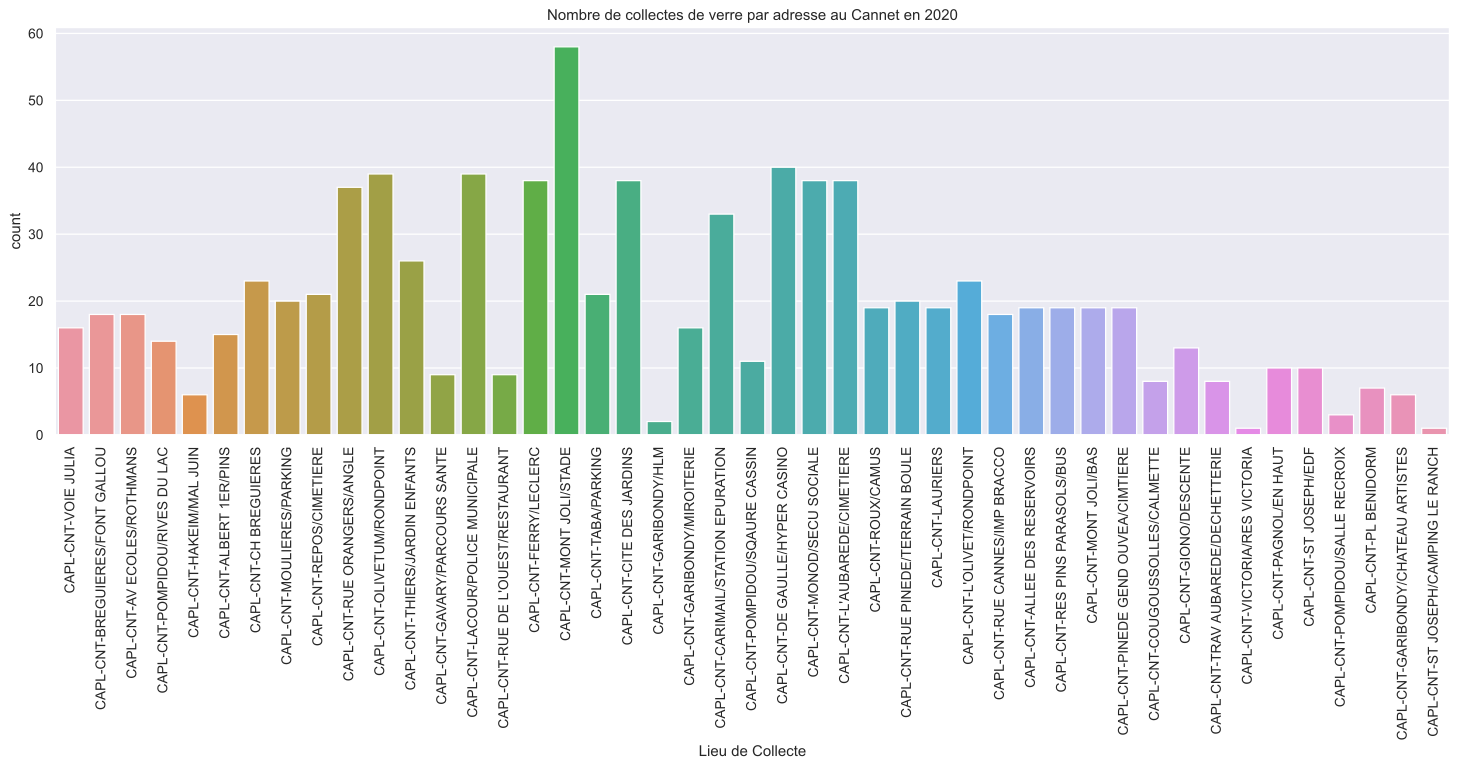 Nombre de collectes de verre par adresse au Cannet en 2020
60
50
40
30
20
10
0
count
CAPL-CNT-VOIE JULIA
CAPL-CNT-BREGUIERES/FONT GALLOU
CAPL-CNT-AV ECOLES/ROTHMANS
CAPL-CNT-POMPIDOU/RIVES DU LAC
CAPL-CNT-HAKEIM/MAL JUIN
CAPL-CNT-ALBERT 1ER/PINS
CAPL-CNT-CH BREGUIERES
CAPL-CNT-MOULIERES/PARKING
CAPL-CNT-REPOS/CIMETIERE
CAPL-CNT-RUE ORANGERS/ANGLE
CAPL-CNT-OLIVETUM/RONDPOINT
CAPL-CNT-THIERS/JARDIN ENFANTS
CAPL-CNT-GAVARY/PARCOURS SANTE
CAPL-CNT-LACOUR/POLICE MUNICIPALE
CAPL-CNT-RUE DE L'OUEST/RESTAURANT
CAPL-CNT-FERRY/LECLERC
CAPL-CNT-MONT JOLI/STADE
CAPL-CNT-TABA/PARKING
CAPL-CNT-CITE DES JARDINS
CAPL-CNT-GARIBONDY/HLM
CAPL-CNT-GARIBONDY/MIROITERIE
CAPL-CNT-CARIMAIL/STATION EPURATION
CAPL-CNT-POMPIDOU/SQAURE CASSIN
CAPL-CNT-DE GAULLE/HYPER CASINO
CAPL-CNT-MONOD/SECU SOCIALE
CAPL-CNT-L'AUBAREDE/CIMETIERE
CAPL-CNT-ROUX/CAMUS
CAPL-CNT-RUE PINEDE/TERRAIN BOULE
CAPL-CNT-LAURIERS
CAPL-CNT-L'OLIVET/RONDPOINT
CAPL-CNT-RUE CANNES/IMP BRACCO
CAPL-CNT-ALLEE DES RESERVOIRS
CAPL-CNT-RES PINS PARASOLS/BUS
CAPL-CNT-MONT JOLI/BAS
CAPL-CNT-PINEDE GEND OUVEA/CIMTIERE
CAPL-CNT-COUGOUSSOLLES/CALMETTE
CAPL-CNT-GIONO/DESCENTE
CAPL-CNT-TRAV AUBAREDE/DECHETTERIE
CAPL-CNT-VICTORIA/RES VICTORIA
CAPL-CNT-PAGNOL/EN HAUT
CAPL-CNT-ST JOSEPH/EDF
CAPL-CNT-POMPIDOU/SALLE RECROIX
CAPL-CNT-PL BENIDORM
CAPL-CNT-GARIBONDY/CHATEAU ARTISTES
CAPL-CNT-ST JOSEPH/CAMPING LE RANCH
Lieu de Collecte